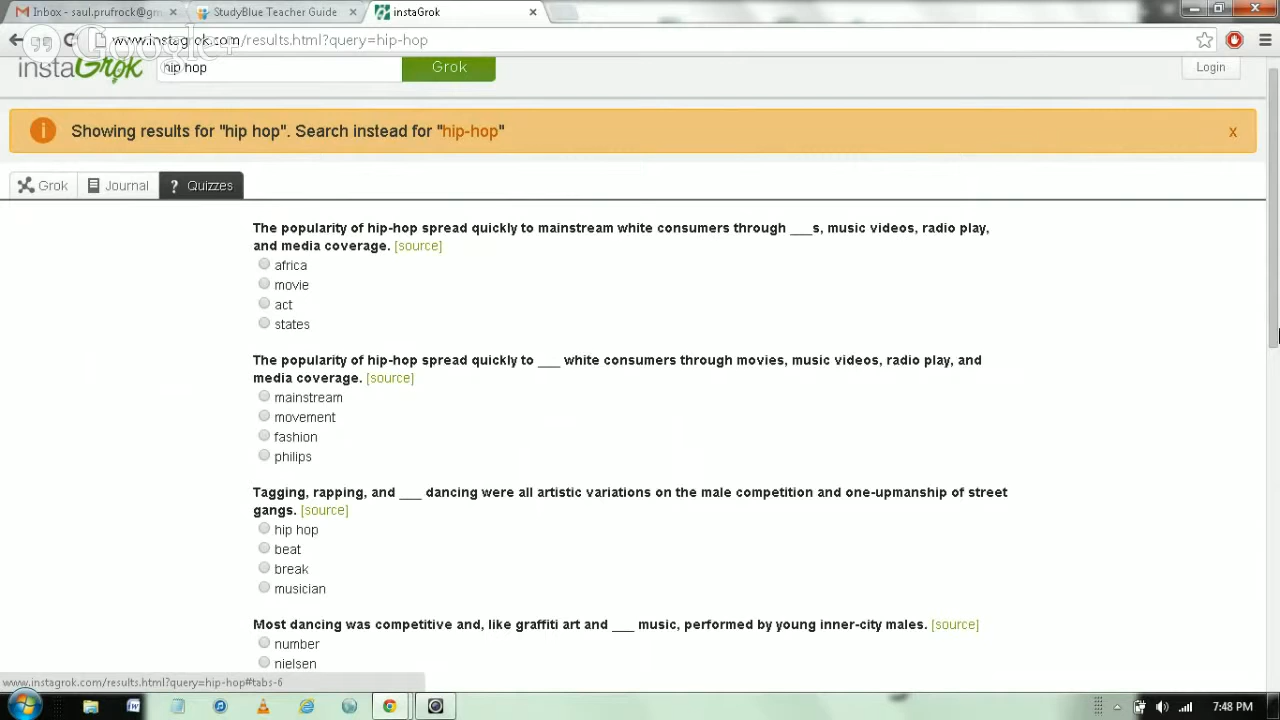 Inbox - saul.prufrock@gm
StudyBlue Teacher Guide
instaGrok
www.instagrok.com/results.html?query=hip-hop
Google+
instaGrok
hip hop
Grok
Login
Showing results for "hip hop". Search instead for "hip-hop"
x
Grok
Journal
? Quizzes
The popularity of hip-hop spread quickly to mainstream white consumers through ___s, music videos, radio play,
and media coverage. [source]
africa
movie
act
states
The popularity of hip-hop spread quickly to ___ white consumers through movies, music videos, radio play, and
media coverage. [source]
mainstream
movement
fashion
philips
Tagging, rapping, and ___ dancing were all artistic variations on the male competition and one-upmanship of street
gangs. [source]
hip hop
beat
break
musician
Most dancing was competitive and, like graffiti art and ___ music, performed by young inner-city males. [source]
number
nielsen
www.instagrok.com/results.html?query=hip-hop#tabs-6
7:48 PM